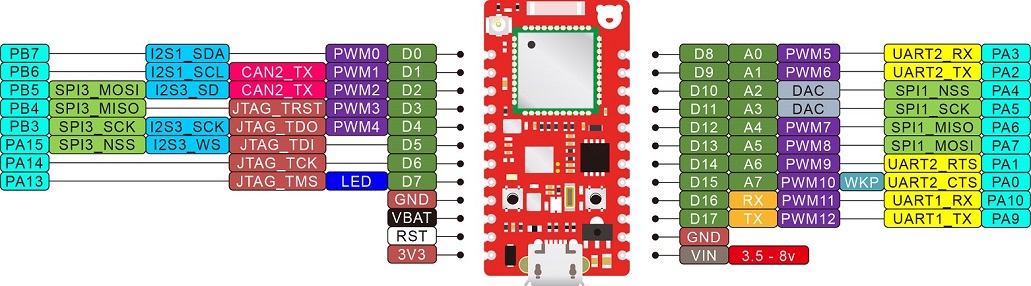 PB7 I2S1_SDA PWM0 D0 D8 A0 PWM5 UART2_RX PA3
PB6 I2S1_SCL CAN2_TX PWM1 D1 D9 A1 PWM6 UART2_TX PA2
PB5 SPI3_MOSI I2S3_SD CAN2_TX PWM2 D2 D10 A2 DAC SPI1_NSS PA4
PB4 SPI3_MISO JTAG_TRST PWM3 D3 D11 A3 DAC SPI1_SCK PA5
PB3 SPI3_SCK I2S3_SCK JTAG_TDO PWM4 D4 D12 A4 PWM7 SPI1_MISO PA6
PA15 SPI3_NSS I2S3_WS JTAG_TDI D5 D13 A5 PWM8 SPI1_MOSI PA7
PA14 JTAG_TCK D6 D14 A6 PWM9 UART2_RTS PA1
PA13 JTAG_TMS LED D7 D15 A7 PWM10 WKP UART2_CTS PA0
GND D16 RX PWM11 UART1_RX PA10
VBAT D17 TX PWM12 UART1_TX PA9
RST GND
3V3 VIN 3.5 - 8v